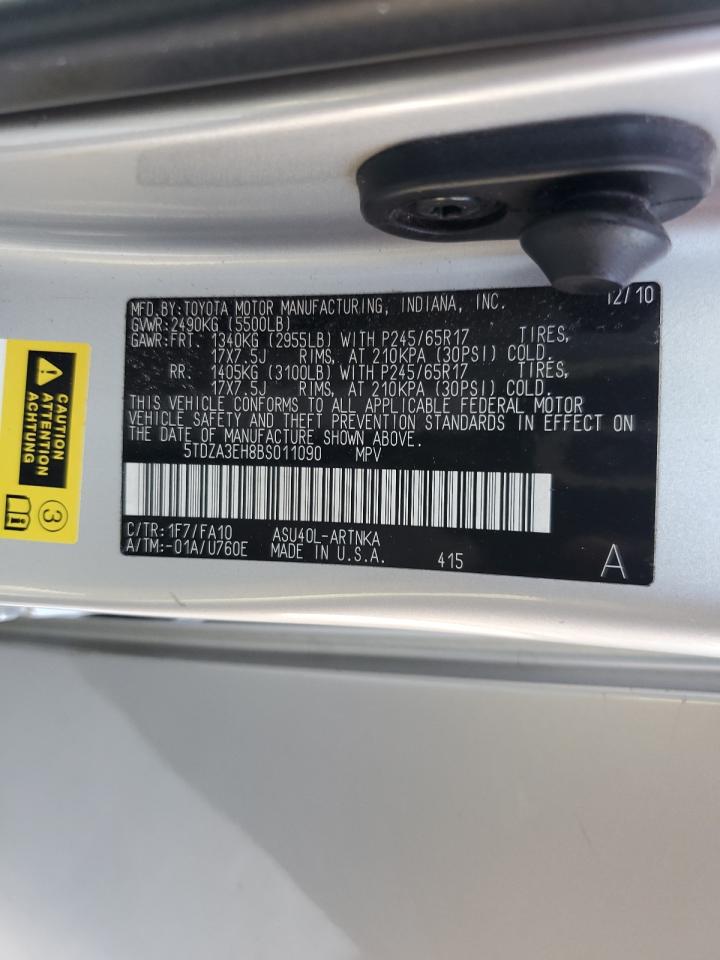 MFD.BY:TOYOTA MOTOR MANUFACTURING, INDIANA, INC. 12/10
GVWR:2490KG (5500LB)
GAWR:FRT. 1340KG (2955LB) WITH P245/65R17 TIRES,
17X7.5J RIMS, AT 210KPA (30PSI) COLD.
RR. 1405KG (3100LB) WITH P245/65R17 TIRES,
17X7.5J RIMS, AT 210KPA (30PSI) COLD.
THIS VEHICLE CONFORMS TO ALL APPLICABLE FEDERAL MOTOR
VEHICLE SAFETY AND THEFT PREVENTION STANDARDS IN EFFECT ON
THE DATE OF MANUFACTURE SHOWN ABOVE.
5TDZA3EH8BS011090 MPV
C/TR:1F7/FA10 ASU40L-ARTNKA
A/TM:-01A/U760E MADE IN U.S.A. 415 A
CAUTION
ATTENTION
ACHTUNG
3